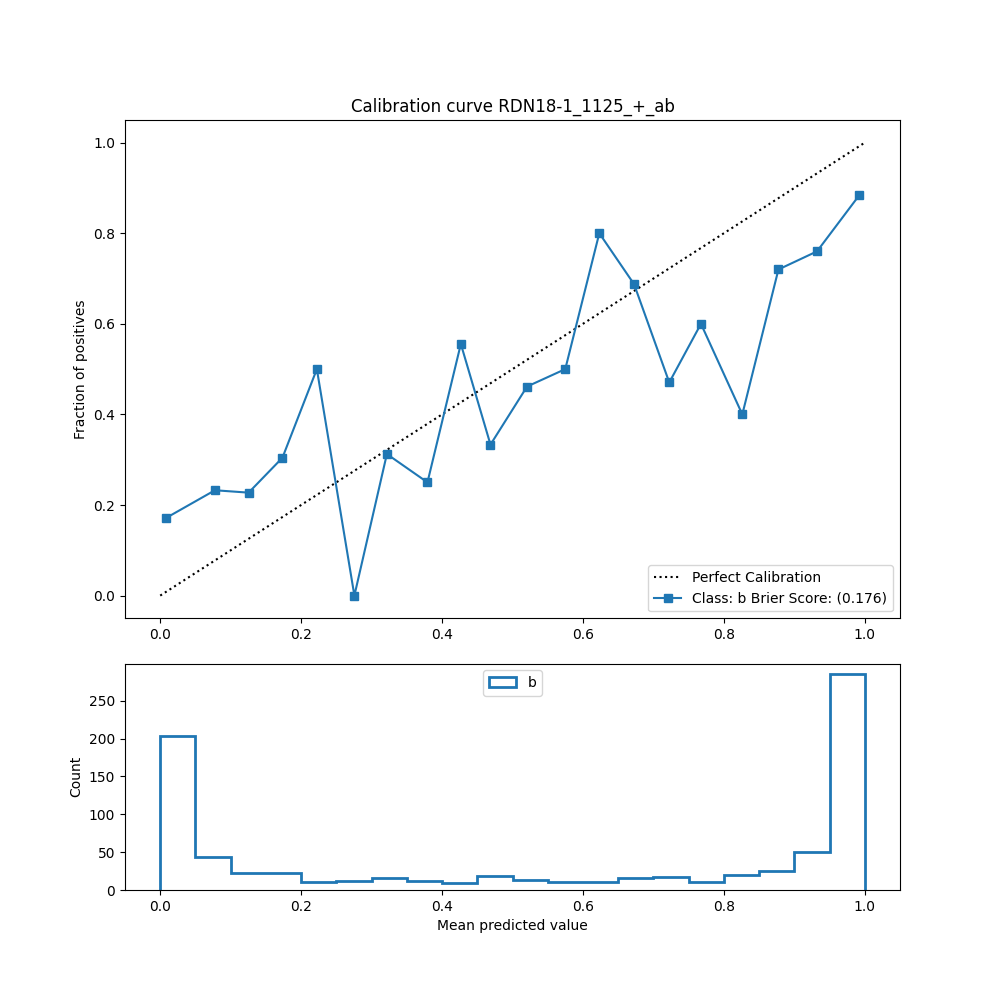 Calibration curve RDN18-1_1125_+_ab
1.0
0.8
0.6
0.4
0.2
0.0
Fraction of positives
Perfect Calibration
Class: b Brier Score: (0.176)
0.0 0.2 0.4 0.6 0.8 1.0
b
250
200
150
100
50
0
Count
0.0 0.2 0.4 0.6 0.8 1.0
Mean predicted value